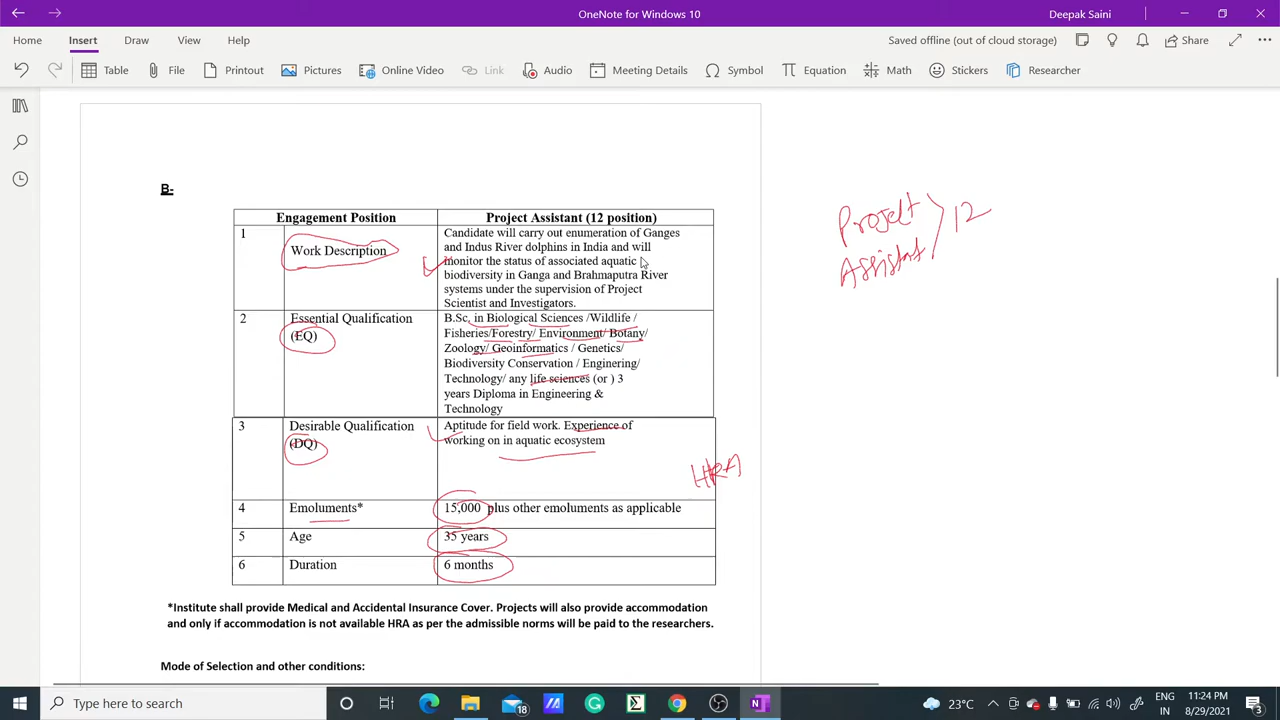 OneNote for Windows 10
Deepak Saini
Home
Insert
Draw
View
Help
Saved offline (out of cloud storage)
Share
Table
File
Printout
Pictures
Online Video
Link
Audio
Meeting Details
Symbol
Equation
Math
Stickers
Researcher
B-
Engagement Position
Project Assistant (12 position)
1
Work Description
Candidate will carry out enumeration of Ganges
and Indus River dolphins in India and will
monitor the status of associated aquatic
biodiversity in Ganga and Brahmaputra River
systems under the supervision of Project
Scientist and Investigators.
2
Essential Qualification
(EQ)
B.Sc. in Biological Sciences /Wildlife /
Fisheries/Forestry/ Environment/ Botany/
Zoology/ Geoinformatics / Genetics/
Biodiversity Conservation / Enginering/
Technology/ any life sciences (or ) 3
years Diploma in Engineering &
Technology
3
Desirable Qualification
(DQ)
Aptitude for field work. Experience of
working on in aquatic ecosystem
HRA
4
Emoluments*
15,000 plus other emoluments as applicable
5
Age
35 years
6
Duration
6 months
*Institute shall provide Medical and Accidental Insurance Cover. Projects will also provide accommodation
and only if accommodation is not available HRA as per the admissible norms will be paid to the researchers.
Mode of Selection and other conditions:
Project
Assistat
12
Type here to search
18
23°C
ENG
IN
11:24 PM
8/29/2021
3